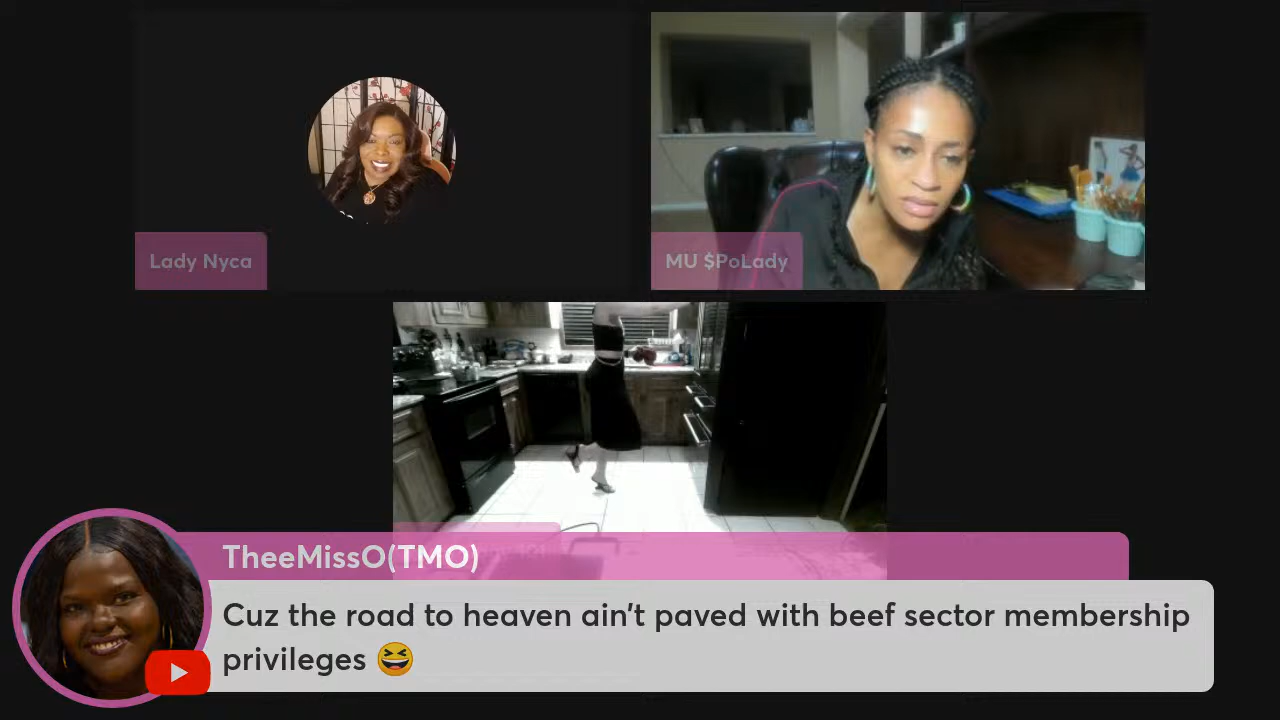 Lady Nyca
MU $PoLady
TheeMissO(TMO)
Cuz the road to heaven ain't paved with beef sector membership
privileges 😆